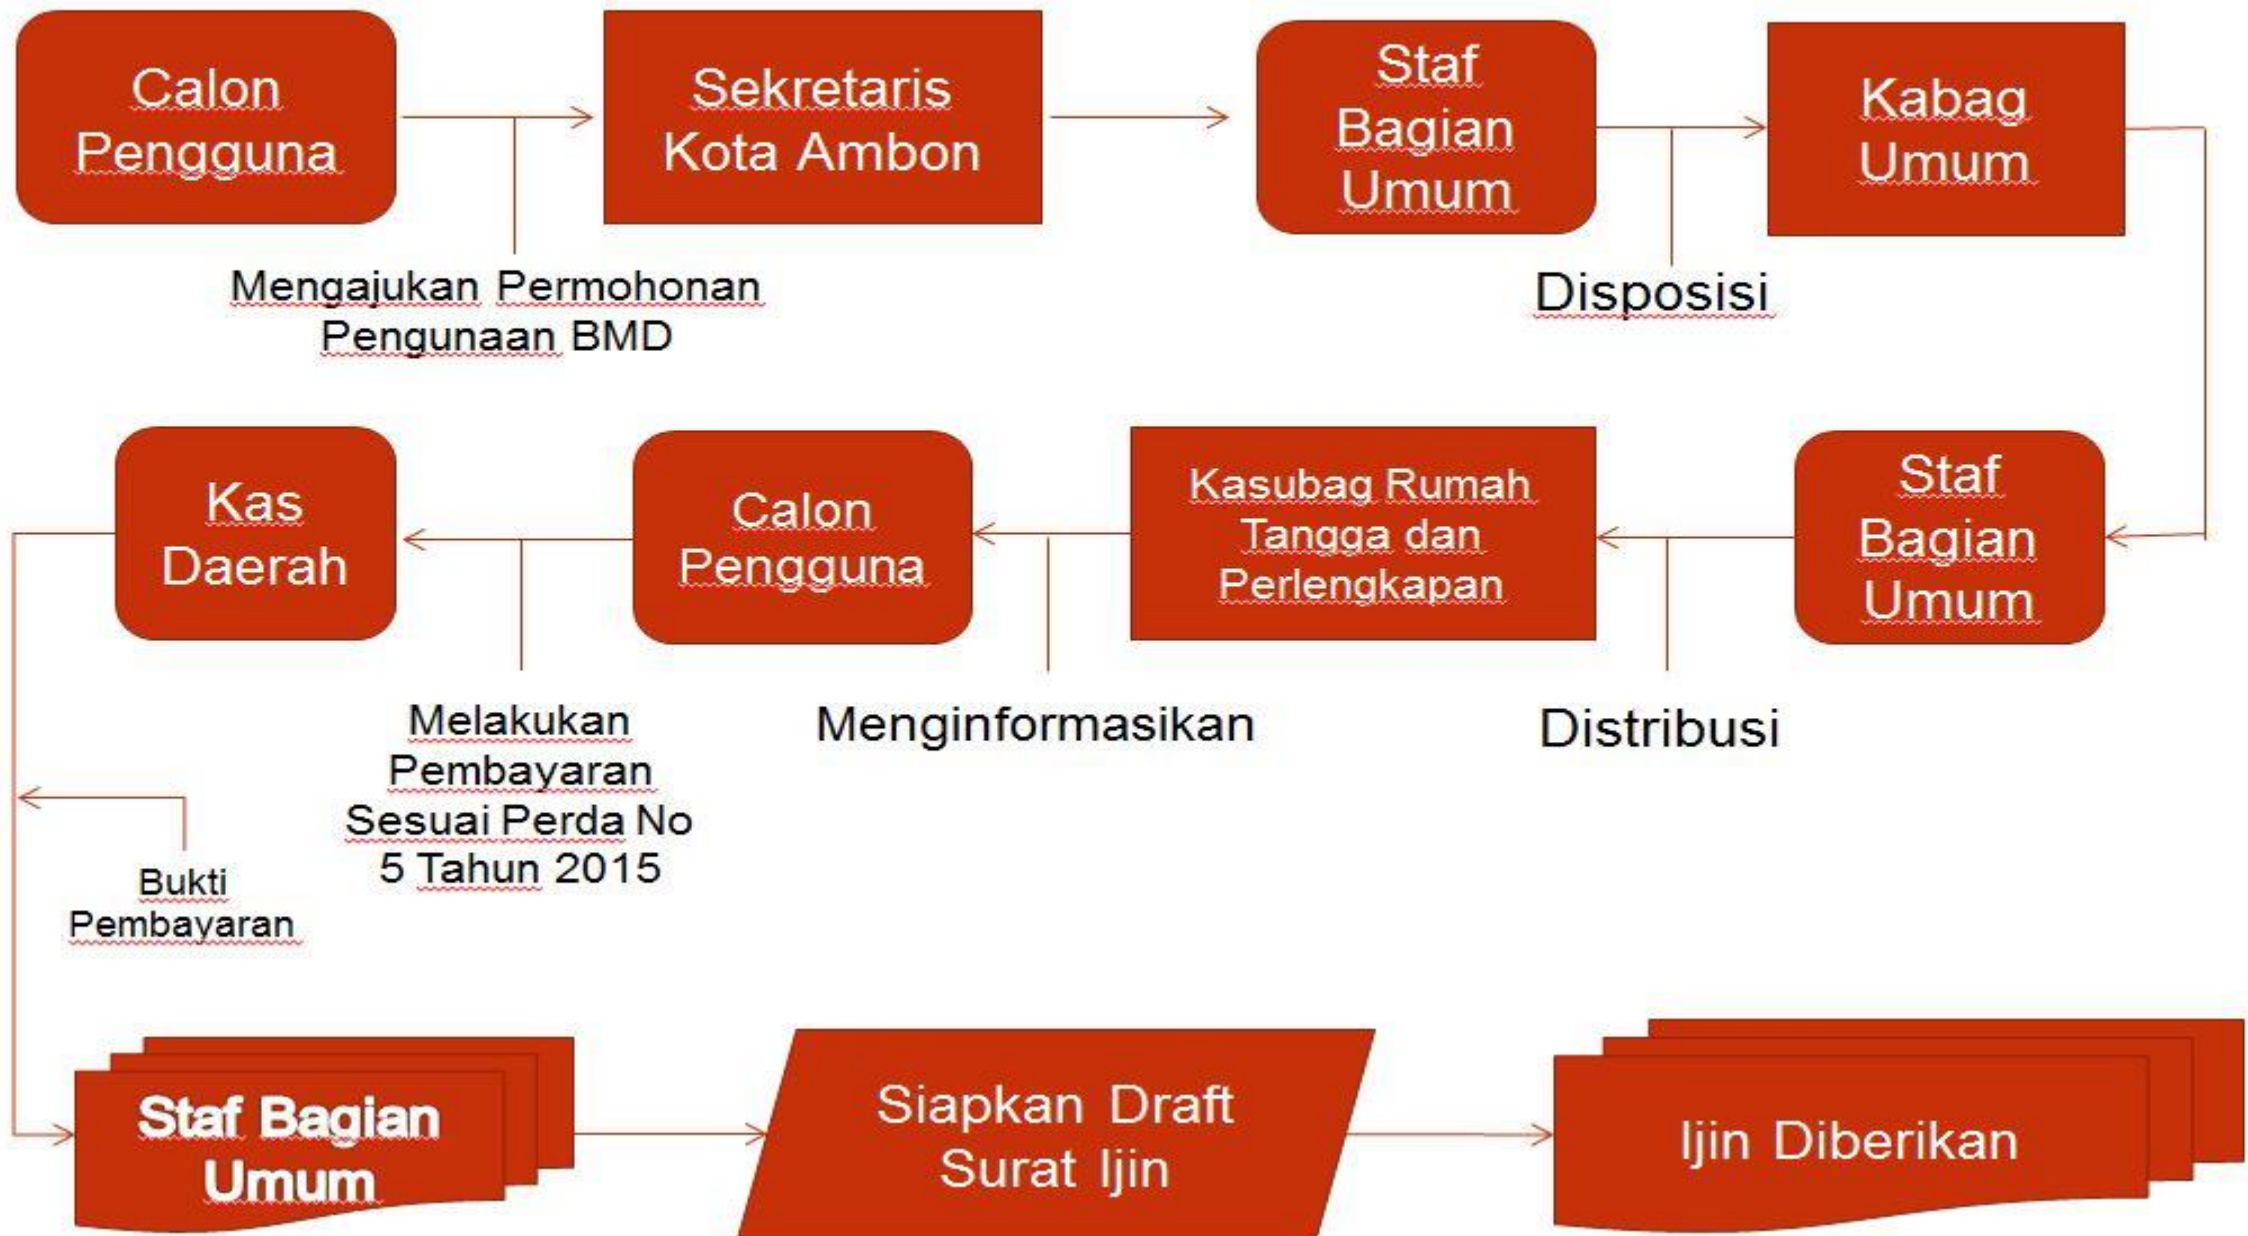 Calon
Pengguna
Sekretaris
Kota Ambon
Staf
Bagian
Umum
Kabag
Umum
Mengajukan Permohonan
Pengunaan BMD
Disposisi
Kas
Daerah
Calon
Pengguna
Kasubag Rumah
Tangga dan
Perlengkapan
Staf
Bagian
Umum
Melakukan
Pembayaran
Sesuai Perda No
5 Tahun 2015
Menginformasikan
Distribusi
Bukti
Pembayaran
Staf Bagian
Umum
Siapkan Draft
Surat Ijin
Ijin Diberikan